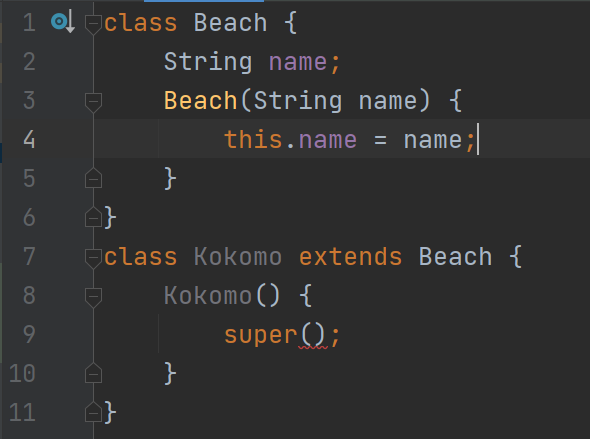 1 class Beach {
2     String name;
3     Beach(String name) {
4         this.name = name;
5     }
6 }
7 class Kokomo extends Beach {
8     Kokomo() {
9         super();
10     }
11 }